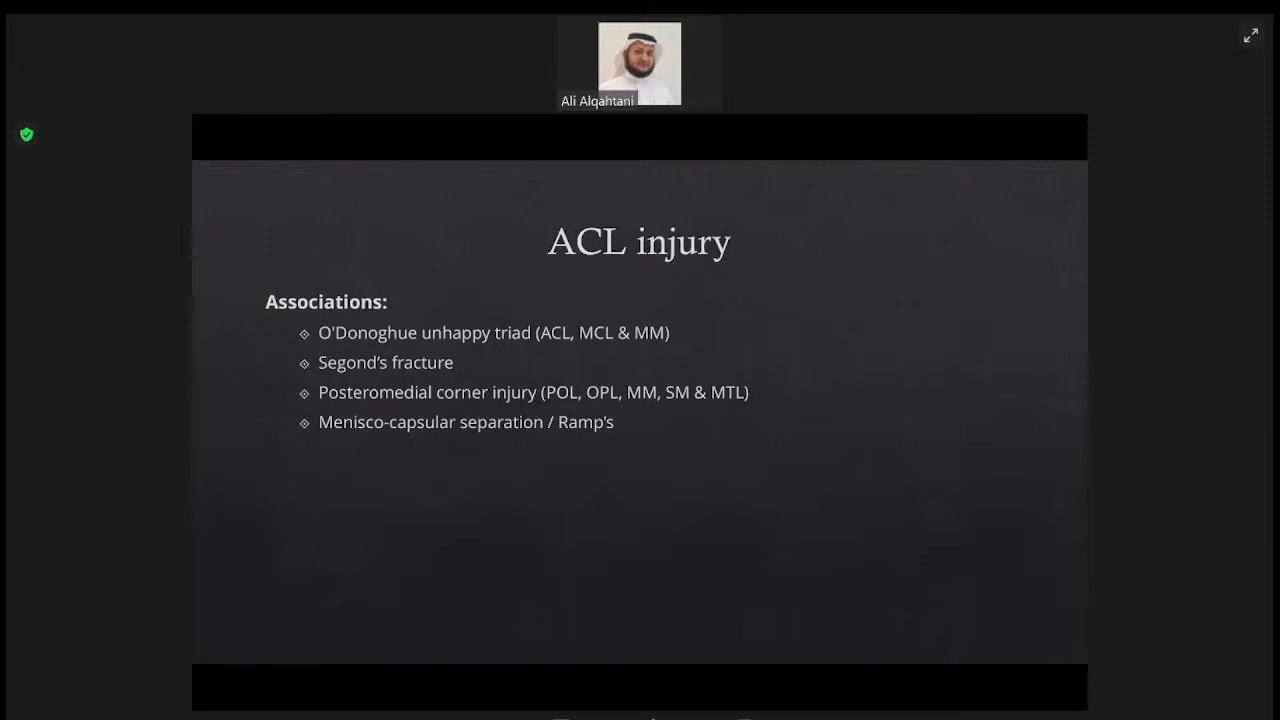 Ali Alqahtani
ACL injury
Associations:
O'Donoghue unhappy triad (ACL, MCL & MM)
Segond's fracture
Posteromedial corner injury (POL, OPL, MM, SM & MTL)
Menisco-capsular separation / Ramp's